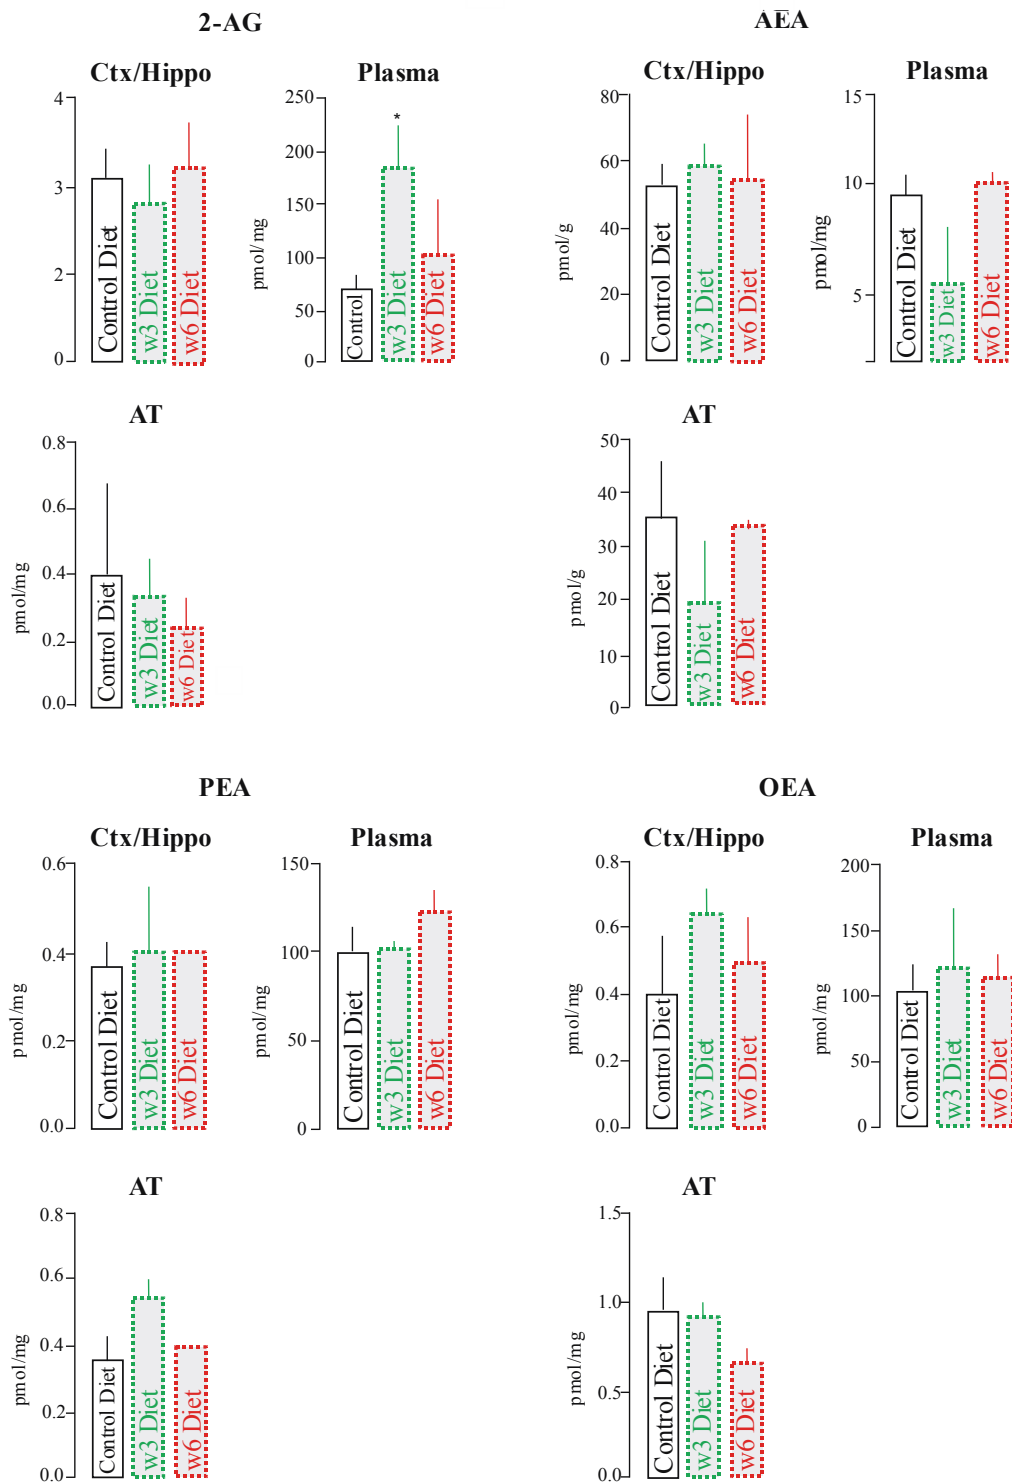 2-AG
Ctx/Hippo
4
3
2
0
Control Diet
w3 Diet
w6 Diet
Plasma
pmol/mg
250
200
150
100
50
0
*
Control
w3 Diet
w6 Diet
AEA
Ctx/Hippo
pmol/g
80
60
40
20
0
Control Diet
w3 Diet
w6 Diet
Plasma
pmol/mg
15
10
5
Control Diet
w3 Diet
w6 Diet
AT
pmol/mg
0.8
0.6
0.4
0.2
0.0
Control Diet
w3 Diet
w6 Diet
AT
pmol/g
50
40
30
20
10
0
Control Diet
w3 Diet
w6 Diet
PEA
Ctx/Hippo
pmol/mg
0.6
0.4
0.2
0.0
Control Diet
w3 Diet
w6 Diet
Plasma
pmol/mg
150
100
50
0
Control Diet
w3 Diet
w6 Diet
OEA
Ctx/Hippo
pmol/mg
0.8
0.6
0.4
0.2
0.0
Control Diet
w3 Diet
w6 Diet
Plasma
pmol/mg
200
150
100
50
0
Control Diet
w3 Diet
w6 Diet
AT
pmol/mg
0.8
0.6
0.4
0.2
0.0
Control Diet
w3 Diet
w6 Diet
AT
pmol/mg
1.5
1.0
0.5
0.0
Control Diet
w3 Diet
w6 Diet